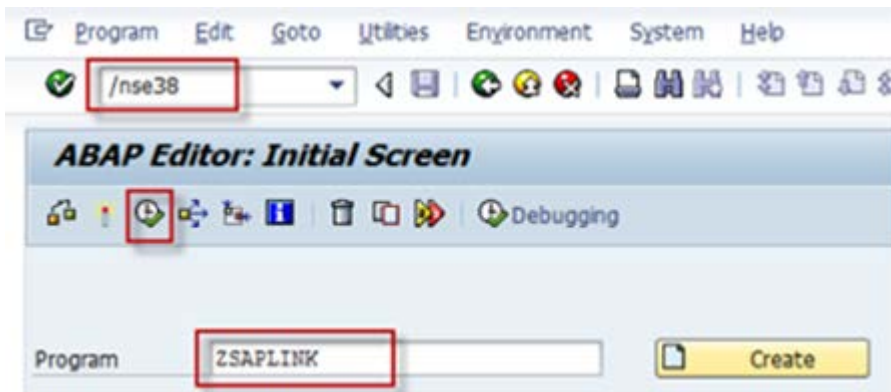 Program Edit Goto Utilities Environment System Help
/nse38
ABAP Editor: Initial Screen
Debugging
Program ZSAPLINK Create